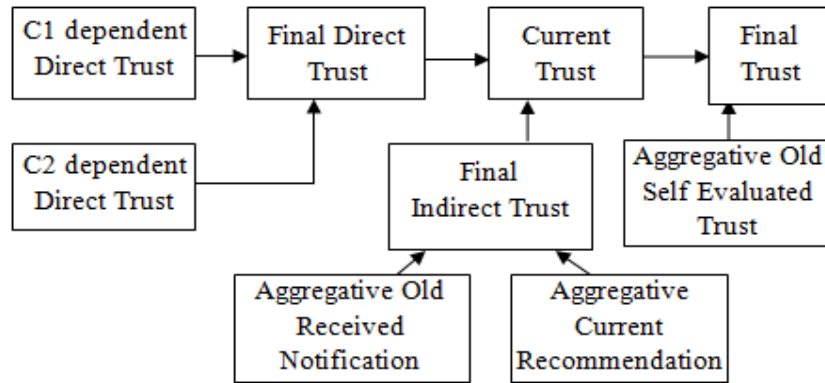 C1 dependent
Direct Trust
Final Direct
Trust
Current
Trust
Final
Trust
C2 dependent
Direct Trust
Final
Indirect Trust
Aggregative Old
Self Evaluated
Trust
Aggregative Old
Received
Notification
Aggregative
Current
Recommendation